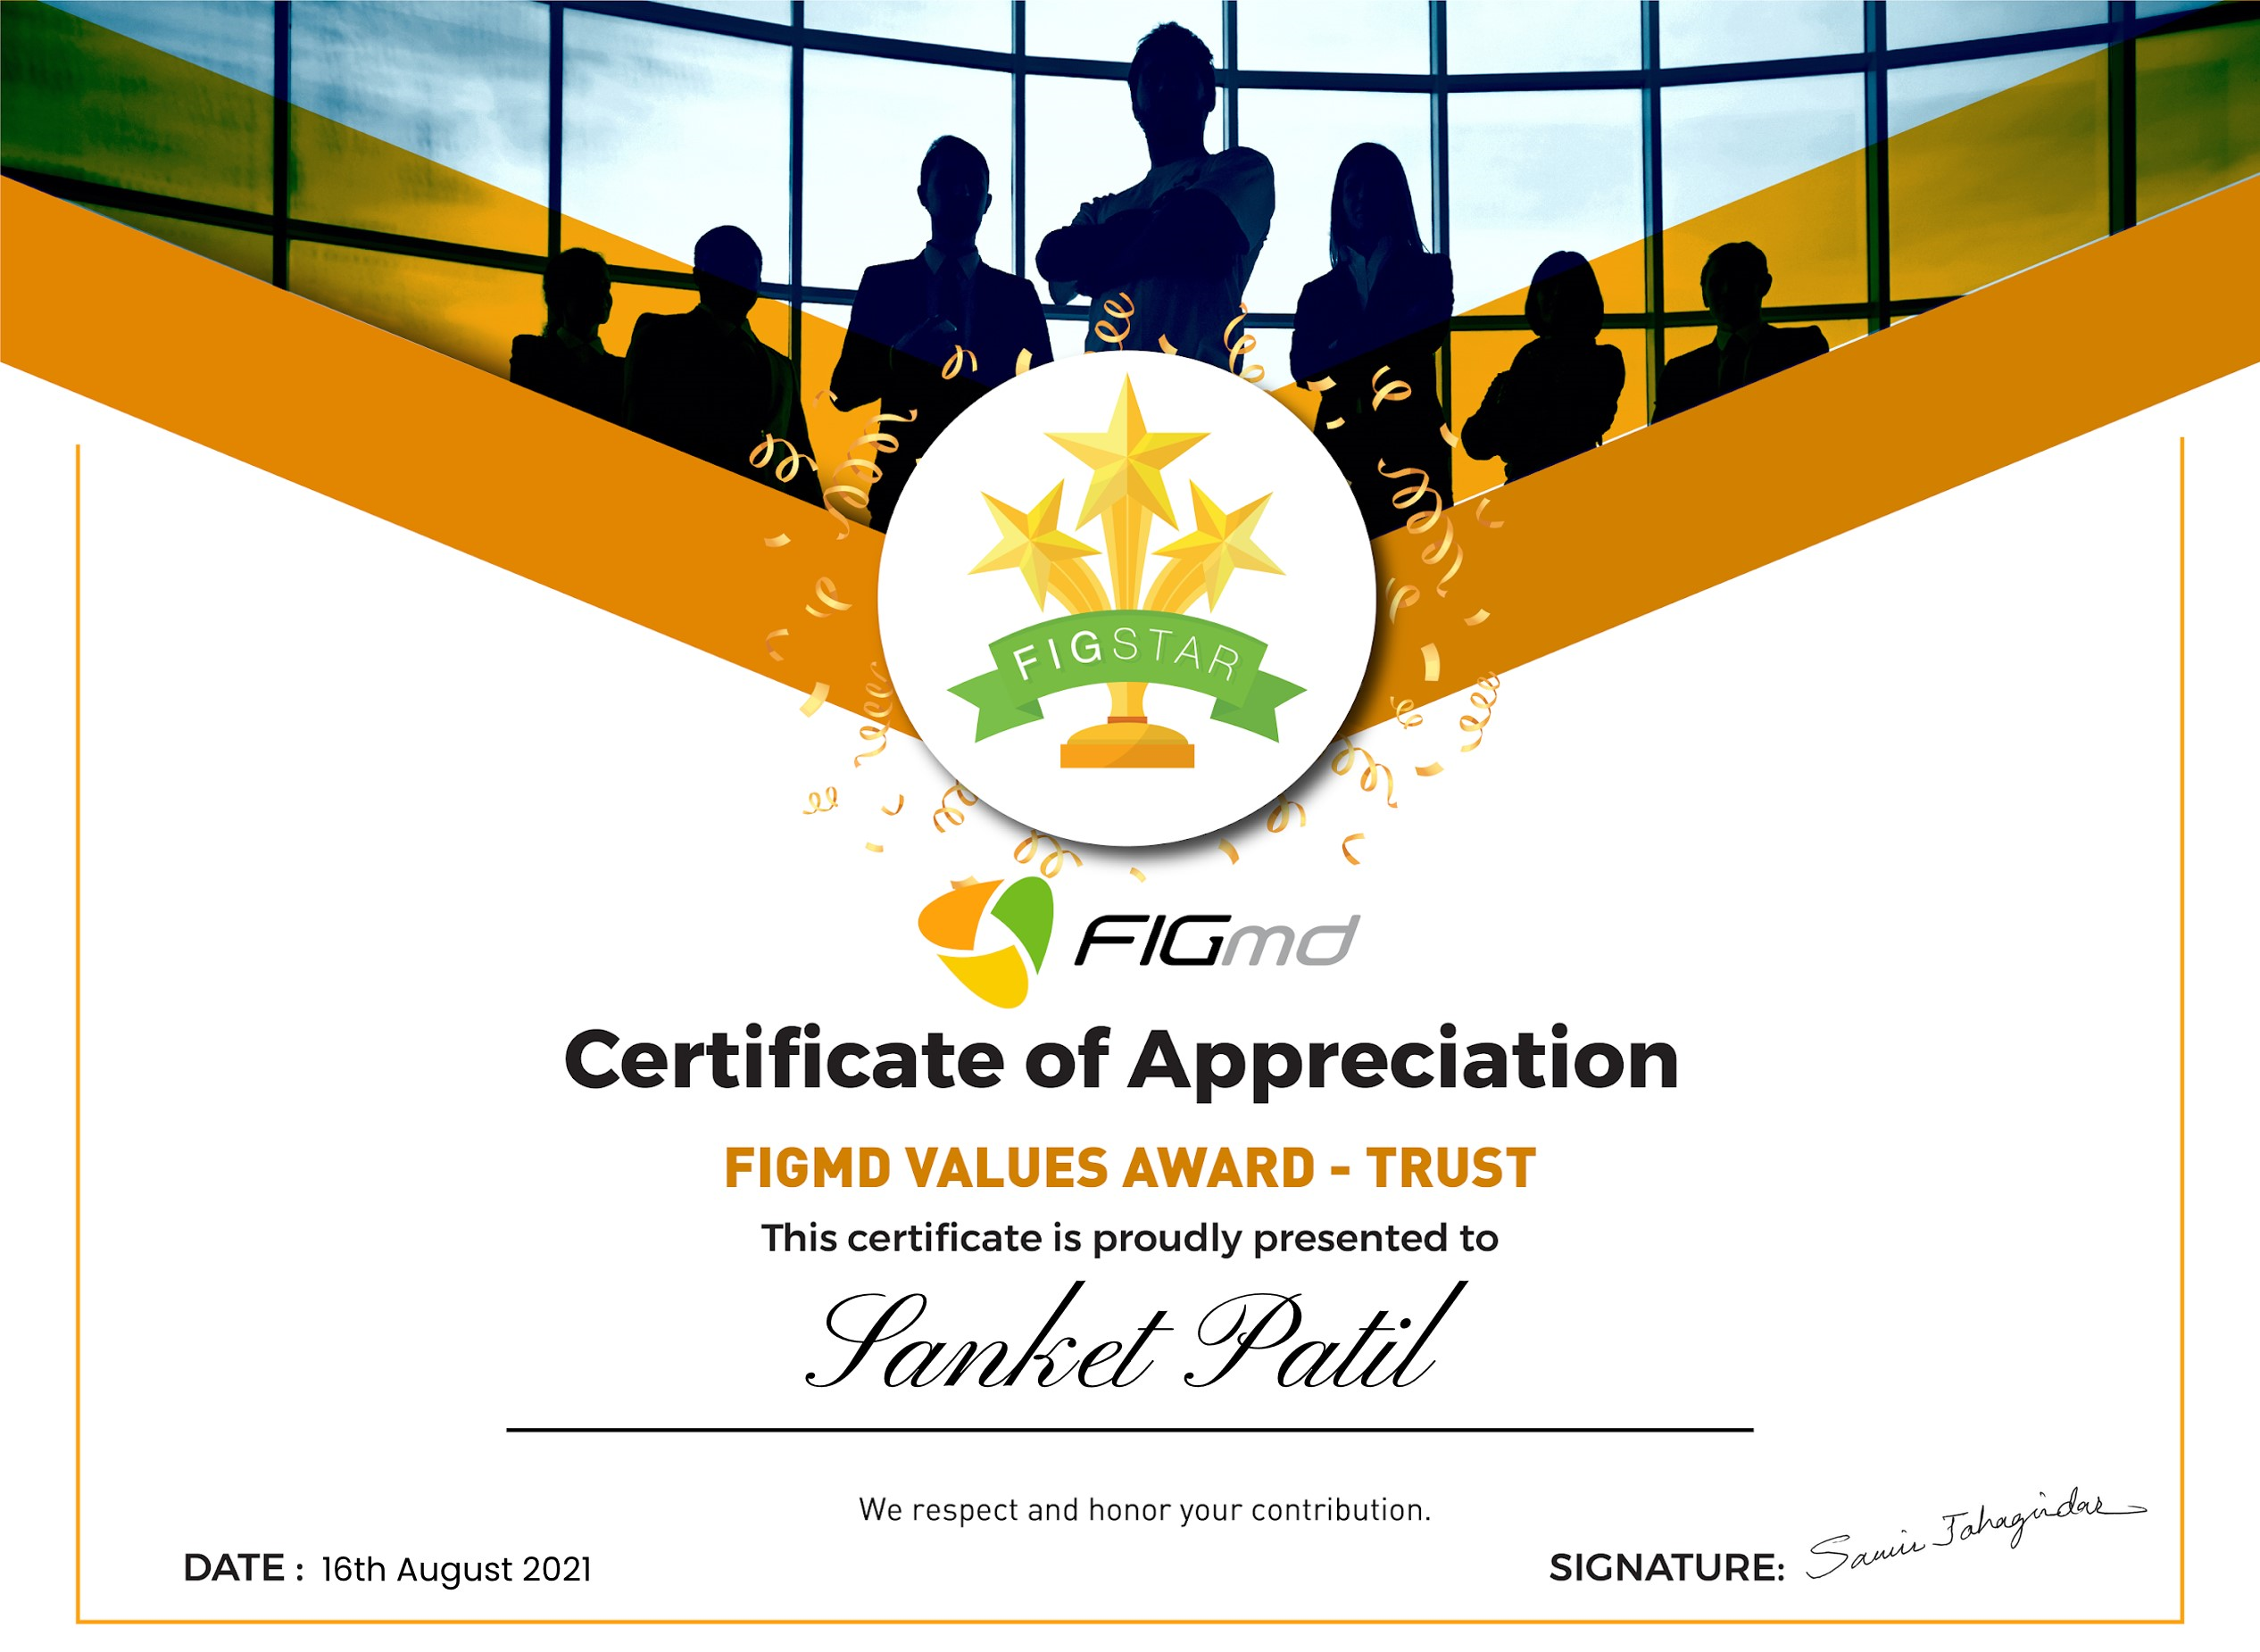 FIGSTAR
FIGmd
Certificate of Appreciation
FIGMD VALUES AWARD - TRUST
This certificate is proudly presented to
Sanket Patil
We respect and honor your contribution.
DATE : 16th August 2021
SIGNATURE: Samir Jahagirdar